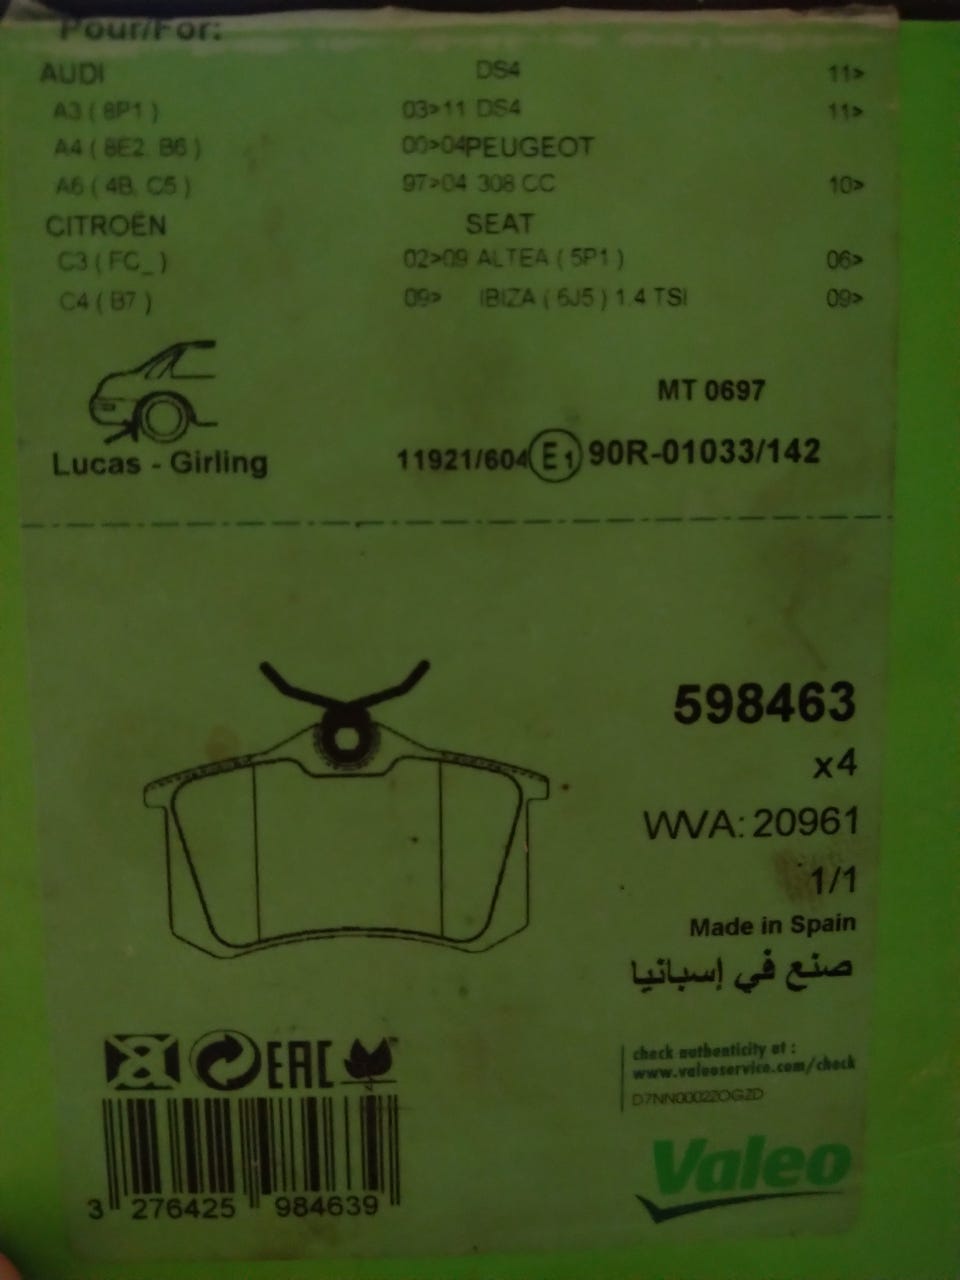 Pour/For:
AUDI DS4 11>
A3 ( 8P1 ) 03>11 DS4 11>
A4 ( 8E2. B6 ) 00>04PEUGEOT
A6 ( 4B, C5 ) 97>04 308 CC 10>
CITROËN SEAT
C3 ( FC_ ) 02>09 ALTEA ( 5P1 ) 06>
C4 ( B7 ) 09> IBIZA ( 6J5 ) 1.4 TSI 09>
MT 0697
Lucas - Girling 11921/604 E1 90R-01033/142
598463
x4
WVA: 20961
1/1
Made in Spain
صنع في إسبانيا
EAC
check authenticity at :
www.valeoservice.com/check
D7NN00022OGZD
Valeo
3 276425 984639